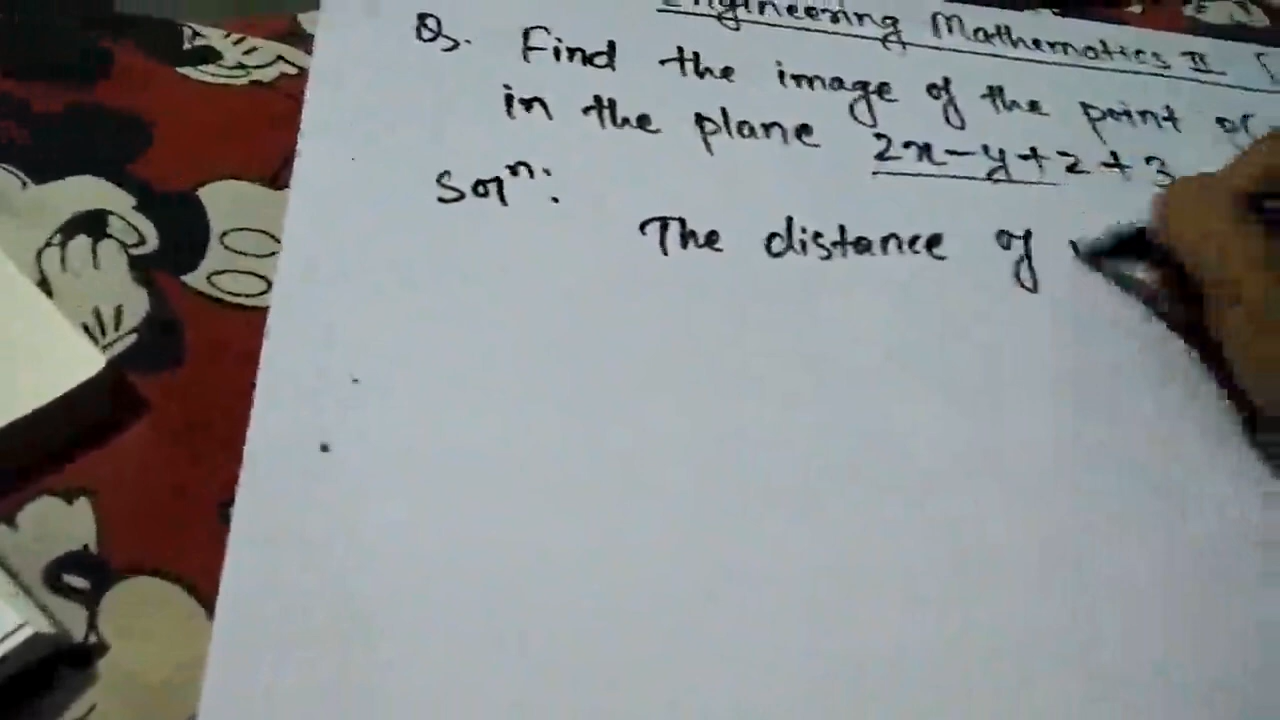 Engineering Mathematics II
Q. Find the image of the point
in the plane 2x-y+z+3
Solⁿ:
The distance of